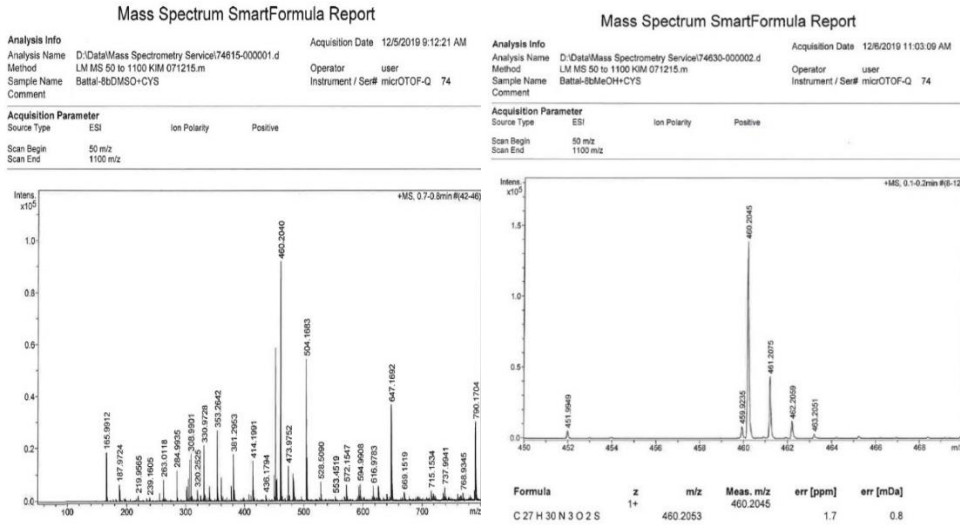 Mass Spectrum SmartFormula Report
Analysis Info
Acquisition Date 12/5/2019 9:12:21 AM
Analysis Name D:\Data\Mass Spectrometry Service\74615-000001.d
Method LM MS 50 to 1100 KIM 071215.m
Operator user
Sample Name Battal-8bDMSO+CYS
Instrument / Ser# micrOTOF-Q 74
Comment
Acquisition Parameter
Source Type ESI
Ion Polarity Positive
Scan Begin 50 m/z
Scan End 1100 m/z
Intens.
x10⁵
+MS, 0.7-0.8min #(42-46)
1.0
0.8
0.6
0.4
0.2
0.0
165.9912
187.9724
219.9565
239.1605
263.0118
284.9935
308.9901
320.2525
330.9728
353.2642
381.2953
414.1991
436.1794
460.2040
473.9752
504.1683
528.5090
553.4519
572.1547
594.9908
616.9783
647.1692
669.1519
715.1534
737.9941
768.9345
790.1704
100 200 300 400 500 600 700 m/z
Mass Spectrum SmartFormula Report
Analysis Info
Acquisition Date 12/6/2019 11:03:09 AM
Analysis Name D:\Data\Mass Spectrometry Service\74630-000002.d
Method LM MS 50 to 1100 KIM 071215.m
Operator user
Sample Name Battal-8bMeOH+CYS
Instrument / Ser# micrOTOF-Q 74
Comment
Acquisition Parameter
Source Type ESI
Ion Polarity Positive
Scan Begin 50 m/z
Scan End 1100 m/z
Intens.
x10⁵
+MS, 0.1-0.2min #(6-12
1.5
1.0
0.5
0.0
451.9949
459.9235
460.2045
461.2075
462.2059
463.2051
450 452 454 456 458 460 462 464 466 468
Formula z m/z Meas. m/z err [ppm] err [mDa]
1+ 460.2045
C 27 H 30 N 3 O 2 S 460.2053 1.7 0.8